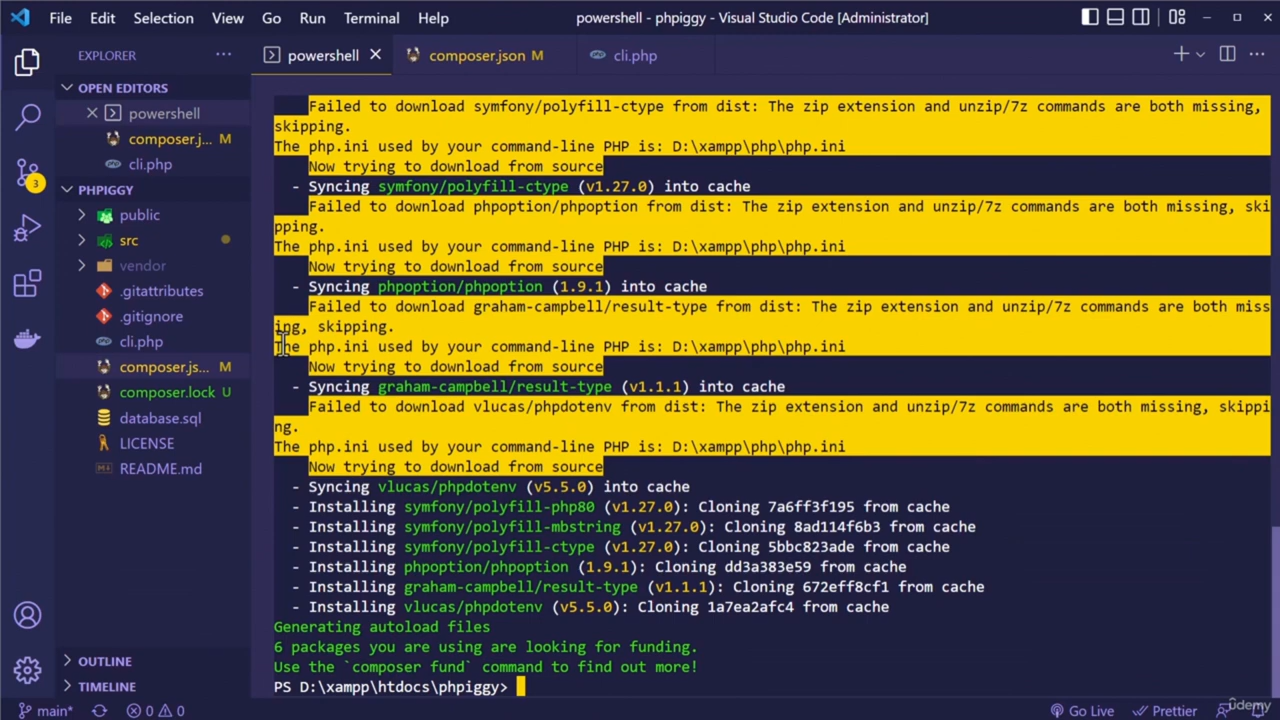 File Edit Selection View Go Run Terminal Help
powershell - phpiggy - Visual Studio Code [Administrator]
EXPLORER
powershell
composer.json M
cli.php
OPEN EDITORS
powershell
composer.j... M
cli.php
PHPIGGY
public
src
vendor
.gitattributes
.gitignore
cli.php
composer.js... M
composer.lock U
database.sql
LICENSE
README.md
OUTLINE
TIMELINE
3
Failed to download symfony/polyfill-ctype from dist: The zip extension and unzip/7z commands are both missing,
skipping.
The php.ini used by your command-line PHP is: D:\xampp\php\php.ini
Now trying to download from source
- Syncing symfony/polyfill-ctype (v1.27.0) into cache
Failed to download phpoption/phpoption from dist: The zip extension and unzip/7z commands are both missing, ski
pping.
The php.ini used by your command-line PHP is: D:\xampp\php\php.ini
Now trying to download from source
- Syncing phpoption/phpoption (1.9.1) into cache
Failed to download graham-campbell/result-type from dist: The zip extension and unzip/7z commands are both miss
ing, skipping.
The php.ini used by your command-line PHP is: D:\xampp\php\php.ini
Now trying to download from source
- Syncing graham-campbell/result-type (v1.1.1) into cache
Failed to download vlucas/phpdotenv from dist: The zip extension and unzip/7z commands are both missing, skippi
ng.
The php.ini used by your command-line PHP is: D:\xampp\php\php.ini
Now trying to download from source
- Syncing vlucas/phpdotenv (v5.5.0) into cache
- Installing symfony/polyfill-php80 (v1.27.0): Cloning 7a6ff3f195 from cache
- Installing symfony/polyfill-mbstring (v1.27.0): Cloning 8ad114f6b3 from cache
- Installing symfony/polyfill-ctype (v1.27.0): Cloning 5bbc823ade from cache
- Installing phpoption/phpoption (1.9.1): Cloning dd3a383e59 from cache
- Installing graham-campbell/result-type (v1.1.1): Cloning 672eff8cf1 from cache
- Installing vlucas/phpdotenv (v5.5.0): Cloning 1a7ea2afc4 from cache
Generating autoload files
6 packages you are using are looking for funding.
Use the `composer fund` command to find out more!
PS D:\xampp\htdocs\phpiggy>
main* 0 0 Go Live Prettier
udemy